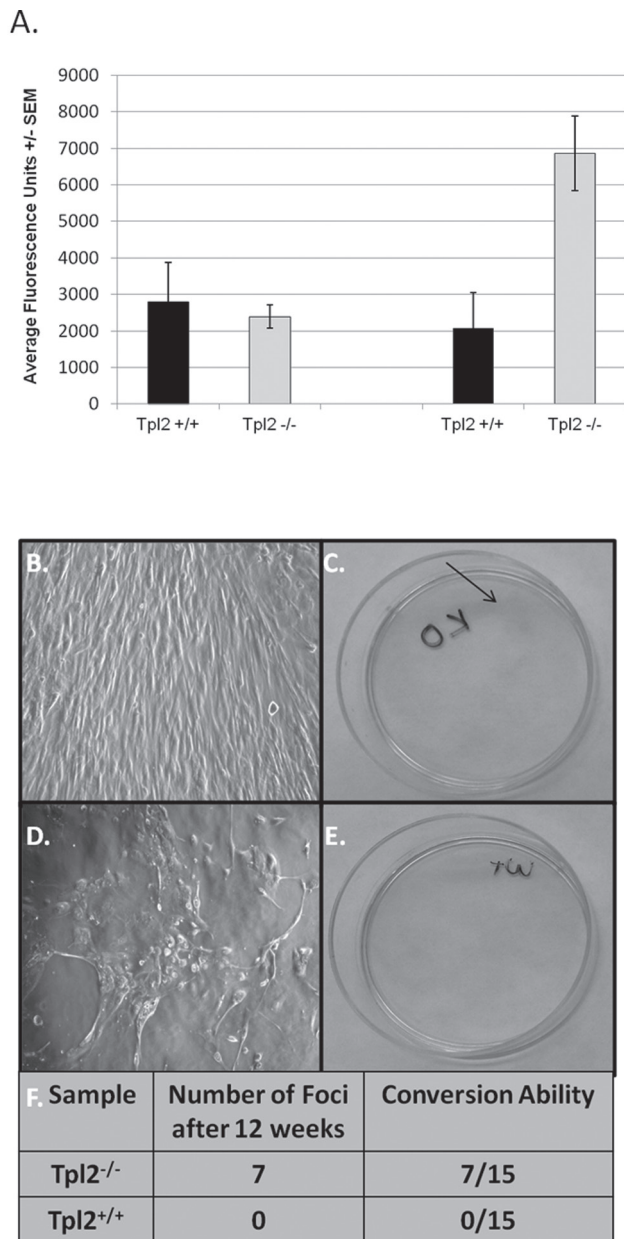 A.
Average Fluorescence Units +/- SEM
9000
8000
7000
6000
5000
4000
3000
2000
1000
0
Tpl2 +/+
Tpl2 -/-
Tpl2 +/+
Tpl2 -/-
B.
C.
KO
D.
E.
WT
F. Sample
Number of Foci
after 12 weeks
Conversion Ability
Tpl2-/-
7
7/15
Tpl2+/+
0
0/15